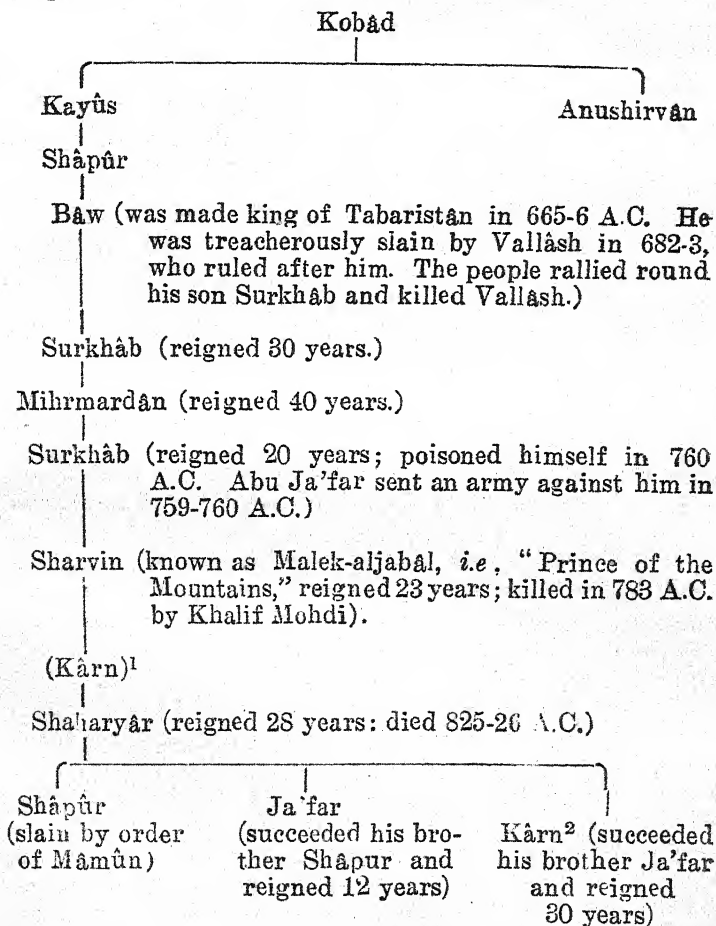 Kobâd
Kayûs Anushirvân
Shâpûr
Bâw (was made king of Tabaristân in 665-6 A.C. He
was treacherously slain by Vallâsh in 682-3,
who ruled after him. The people rallied round
his son Surkhâb and killed Vallâsh.)
Surkhâb (reigned 30 years.)
Mihrmardân (reigned 40 years.)
Surkhâb (reigned 20 years; poisoned himself in 760
A.C. Abu Ja'far sent an army against him in
759-760 A.C.)
Sharvin (known as Malek-aljabâl, i.e. "Prince of the
Mountains," reigned 23 years; killed in 783 A.C.
by Khalif Mohdi).
(Kârn)¹
Shaharyâr (reigned 28 years: died 825-26 A.C.)
Shâpûr
(slain by order
of Mâmûn)
Ja'far
(succeeded his bro-
ther Shâpur and
reigned 12 years)
Kârn² (succeeded
his brother Ja'far
and reigned
30 years)